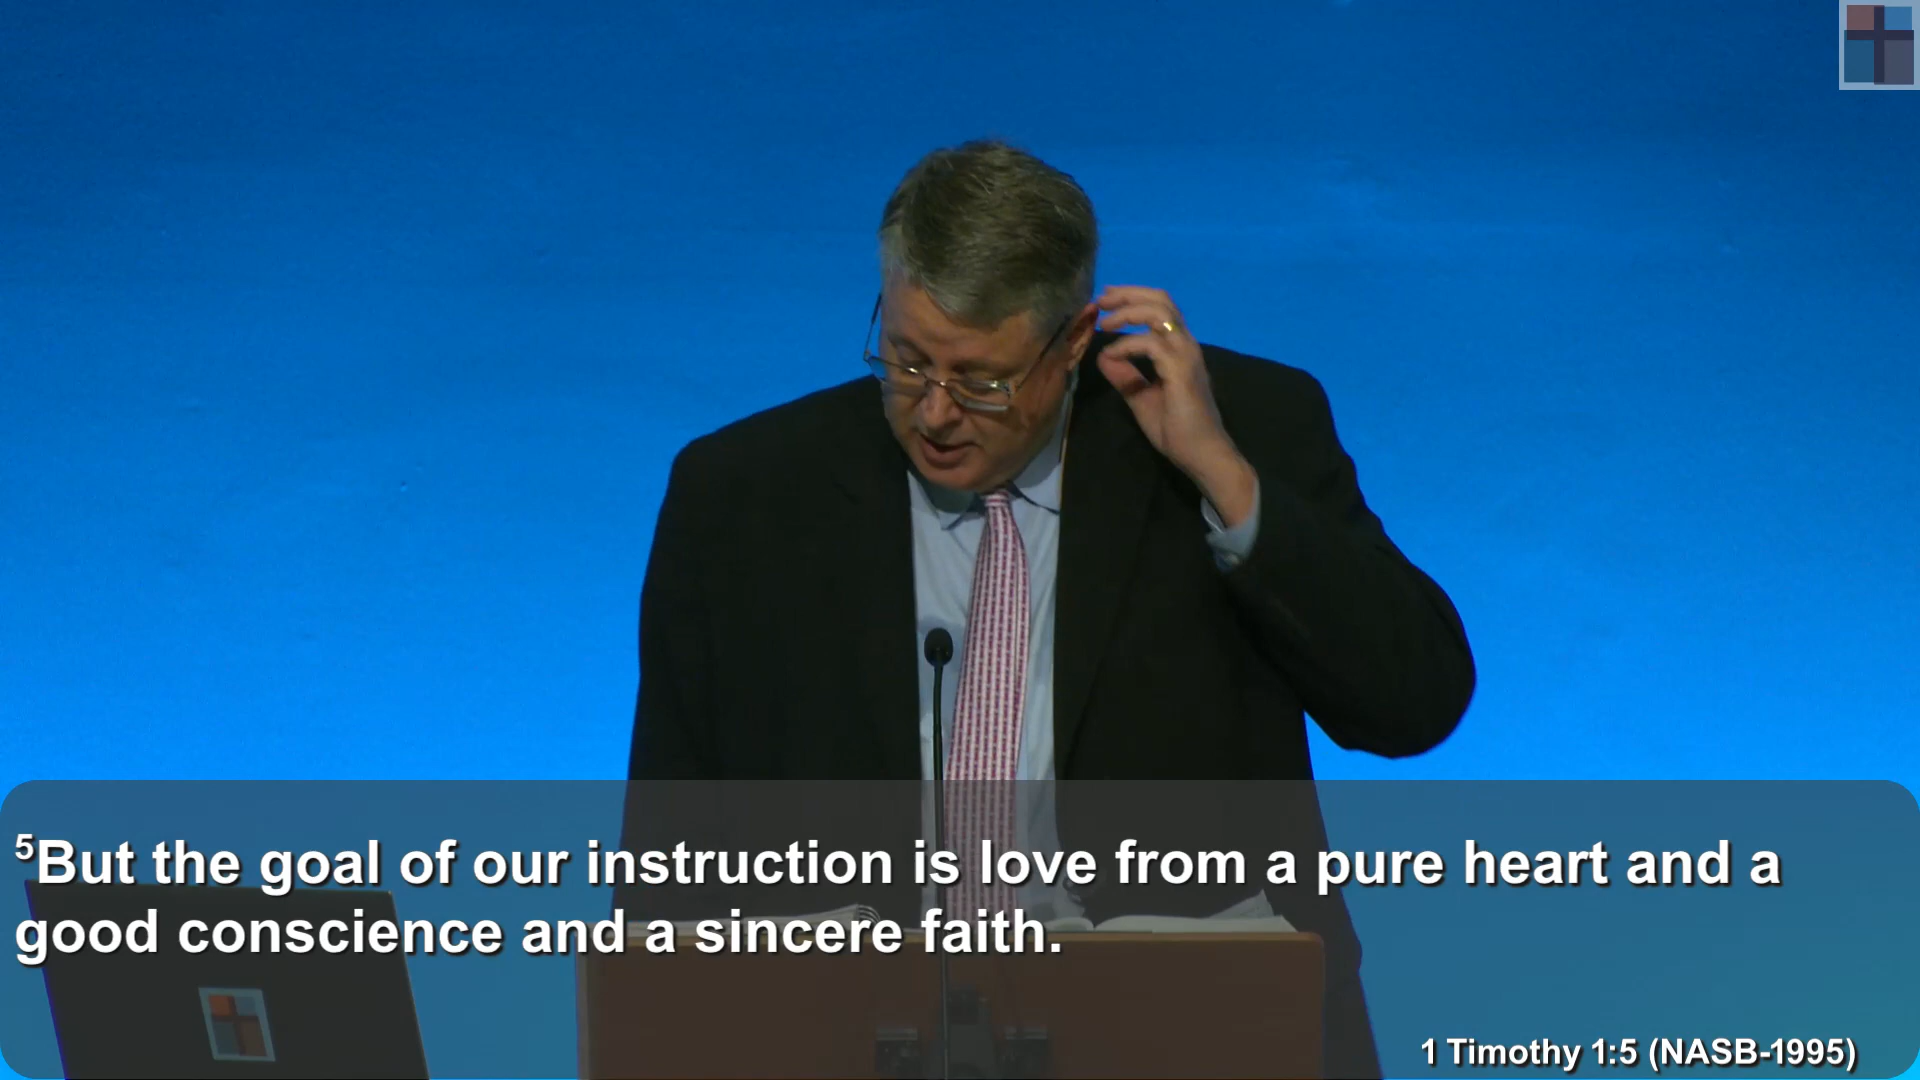 ⁵But the goal of our instruction is love from a pure heart and a
good conscience and a sincere faith.
1 Timothy 1:5 (NASB-1995)